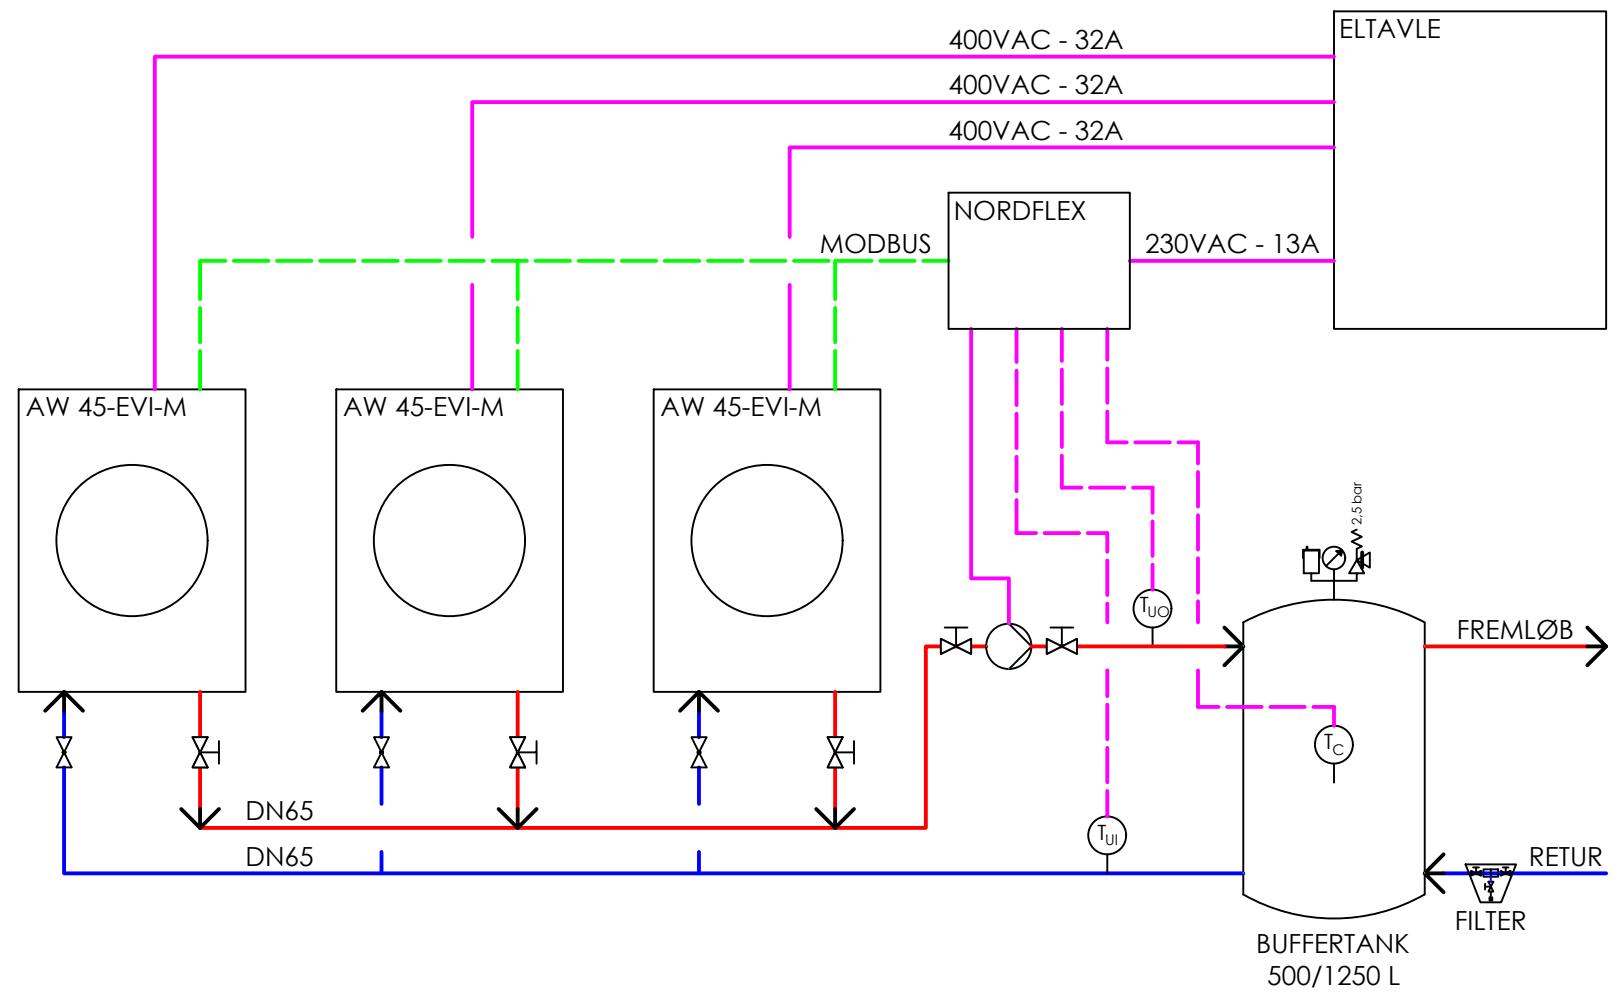 ELTAVLE
400VAC - 32A
400VAC - 32A
400VAC - 32A
NORDFLEX
MODBUS
230VAC - 13A
AW 45-EVI-M
AW 45-EVI-M
AW 45-EVI-M
2,5 bar
TUO
FREMLØB
TC
DN65
TUI
DN65
RETUR
FILTER
BUFFERTANK
500/1250 L